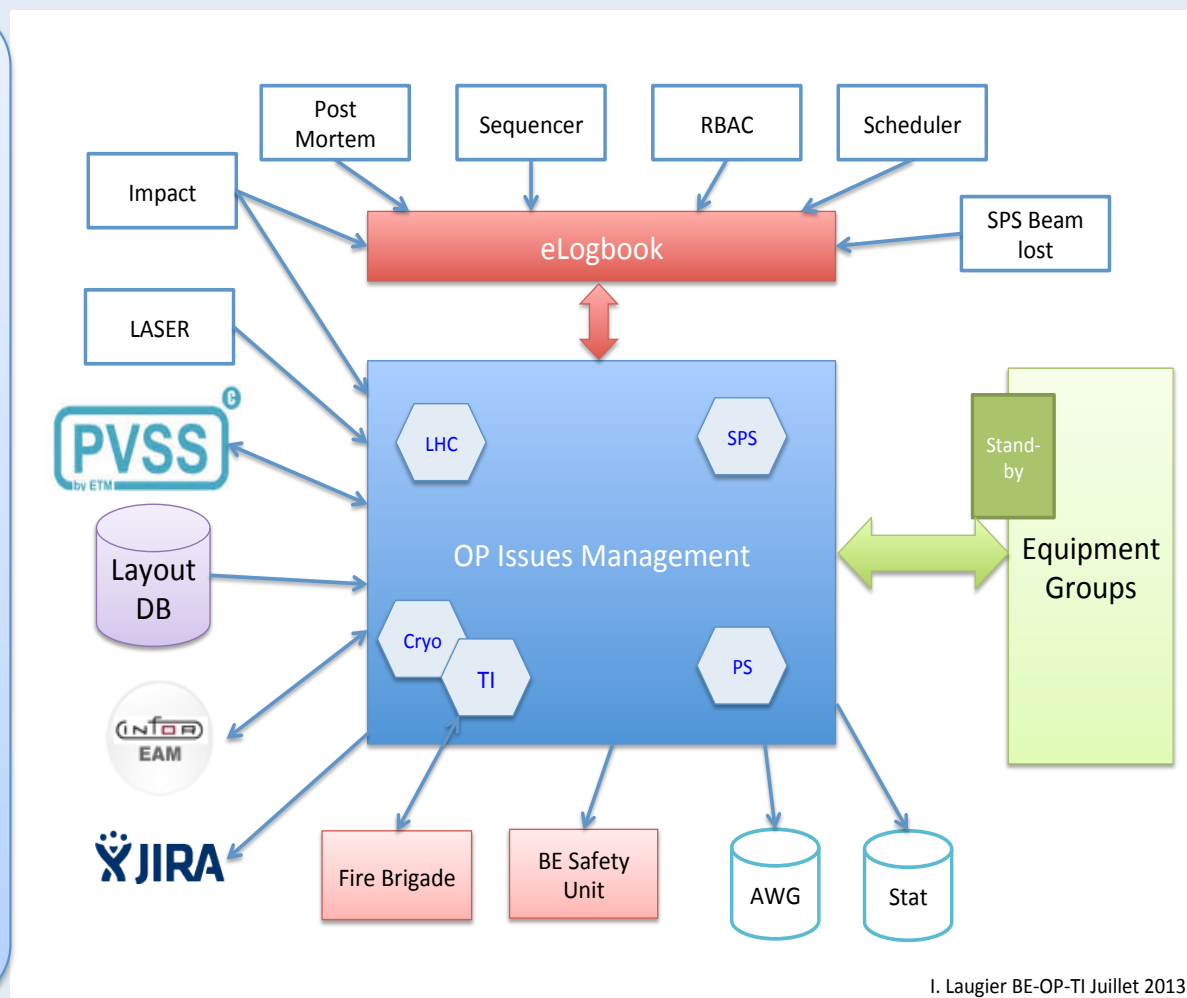 Post
Mortem
Sequencer
RBAC
Scheduler
Impact
SPS Beam
lost
eLogbook
LASER
C
PVSS
by ETM
LHC
SPS
Stand-
by
Layout
DB
OP Issues Management
Equipment
Groups
Cryo
TI
PS
infor
EAM
JIRA
Fire Brigade
BE Safety
Unit
AWG
Stat
I. Laugier BE-OP-TI Juillet 2013